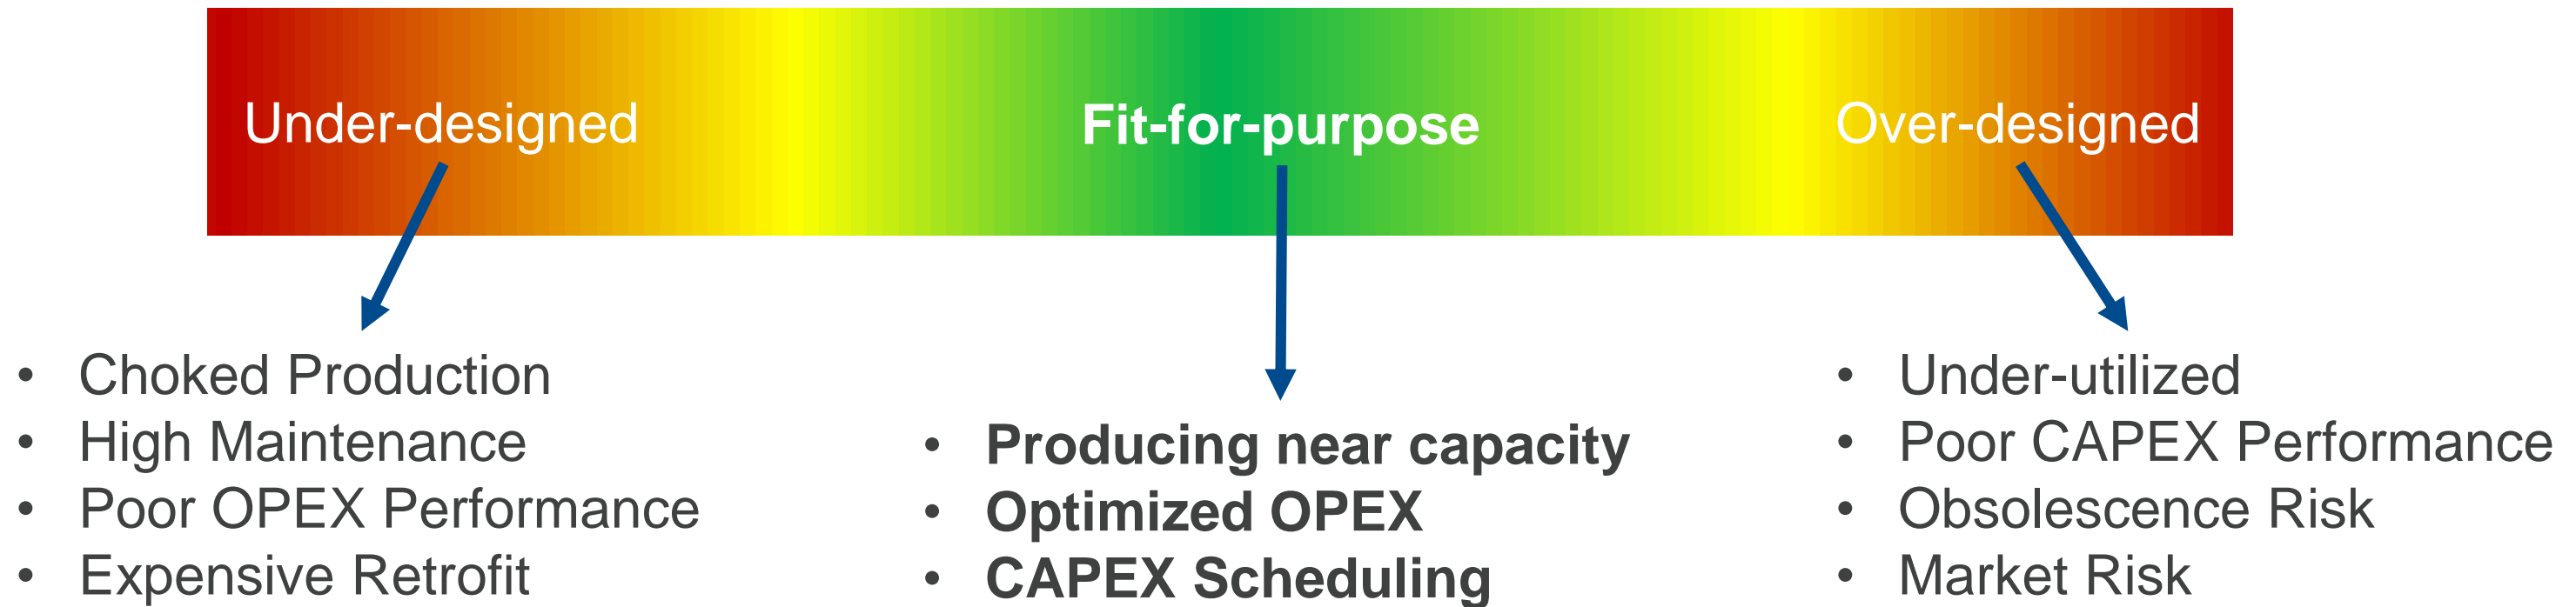 Under-designed
Fit-for-purpose
Over-designed
• Choked Production
• High Maintenance
• Poor OPEX Performance
• Expensive Retrofit
• Producing near capacity
• Optimized OPEX
• CAPEX Scheduling
• Under-utilized
• Poor CAPEX Performance
• Obsolescence Risk
• Market Risk